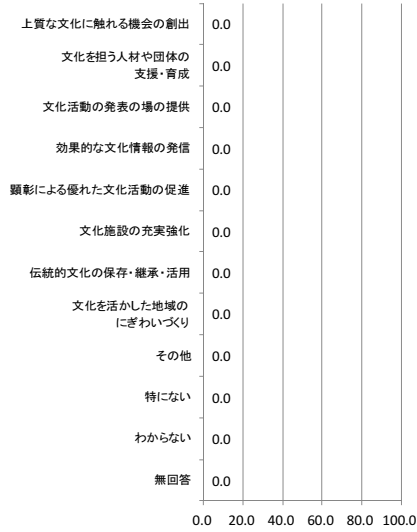 上質な文化に触れる機会の創出 0.0
文化を担う人材や団体の
支援・育成 0.0
文化活動の発表の場の提供 0.0
効果的な文化情報の発信 0.0
顕彰による優れた文化活動の促進 0.0
文化施設の充実強化 0.0
伝統的文化の保存・継承・活用 0.0
文化を活かした地域の
にぎわいづくり 0.0
その他 0.0
特にない 0.0
わからない 0.0
無回答 0.0
0.0 20.0 40.0 60.0 80.0 100.0